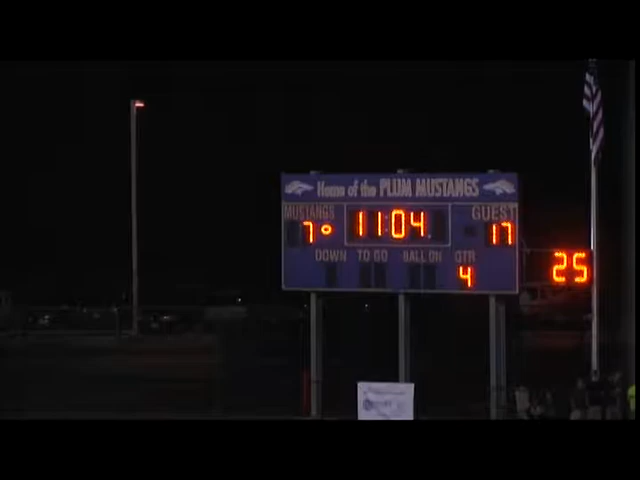 Home of the PLUM MUSTANGS
MUSTANGS 11:04 GUEST
7 17
DOWN TO GO BALL ON QTR
4
25